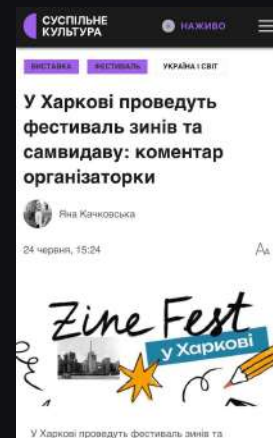 СУСПІЛЬНЕ
КУЛЬТУРА
НАЖИВО
ВИСТАВКА ФЕСТИВАЛЬ УКРАЇНА І СВІТ
У Харкові проведуть
фестиваль зинів та
самвидаву: коментар
організаторки
Яна Качковська
24 червня, 15:24
Aд
Zine Fest
у Харкові
У Харкові проведуть фестиваль зинів та